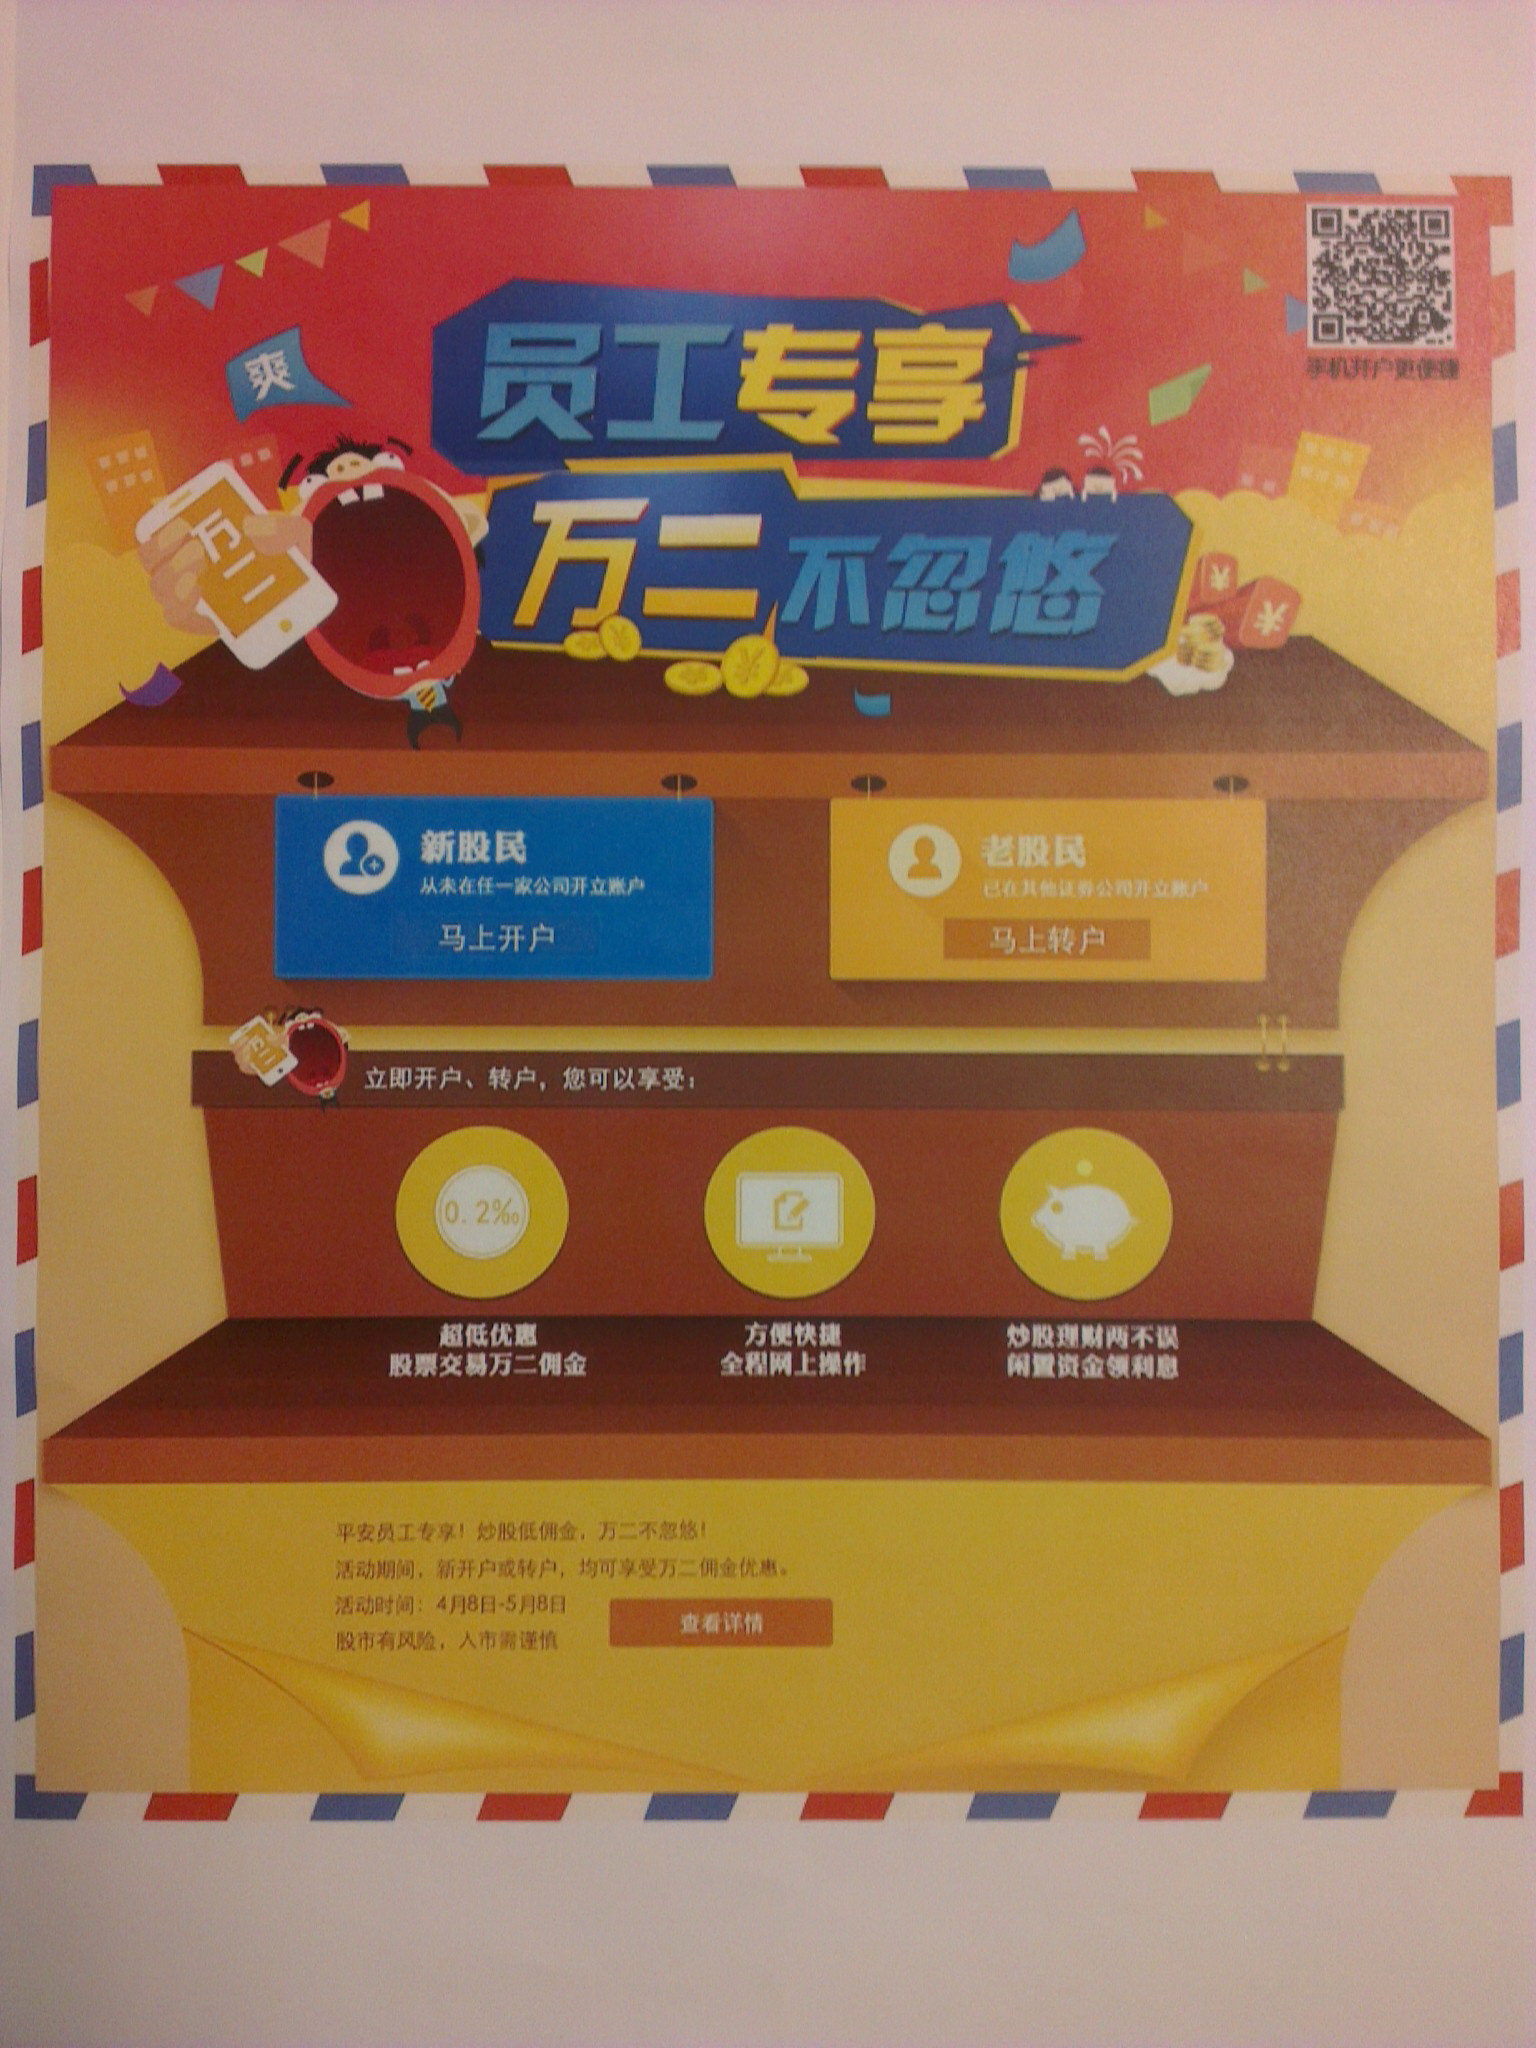 手机开户更便捷
爽
员工专享
万二不忽悠
万二
新股民
从未在任一家公司开立账户
马上开户
老股民
已在其他证券公司开立账户
马上转户
万二
立即开户、转户，您可以享受：
0.2‰
超低优惠
股票交易万二佣金
方便快捷
全程网上操作
炒股理财两不误
闲置资金领利息
平安员工专享！炒股低佣金，万二不忽悠！
活动期间，新开户或转户，均可享受万二佣金优惠。
活动时间：4月8日-5月8日
查看详情
股市有风险，入市需谨慎